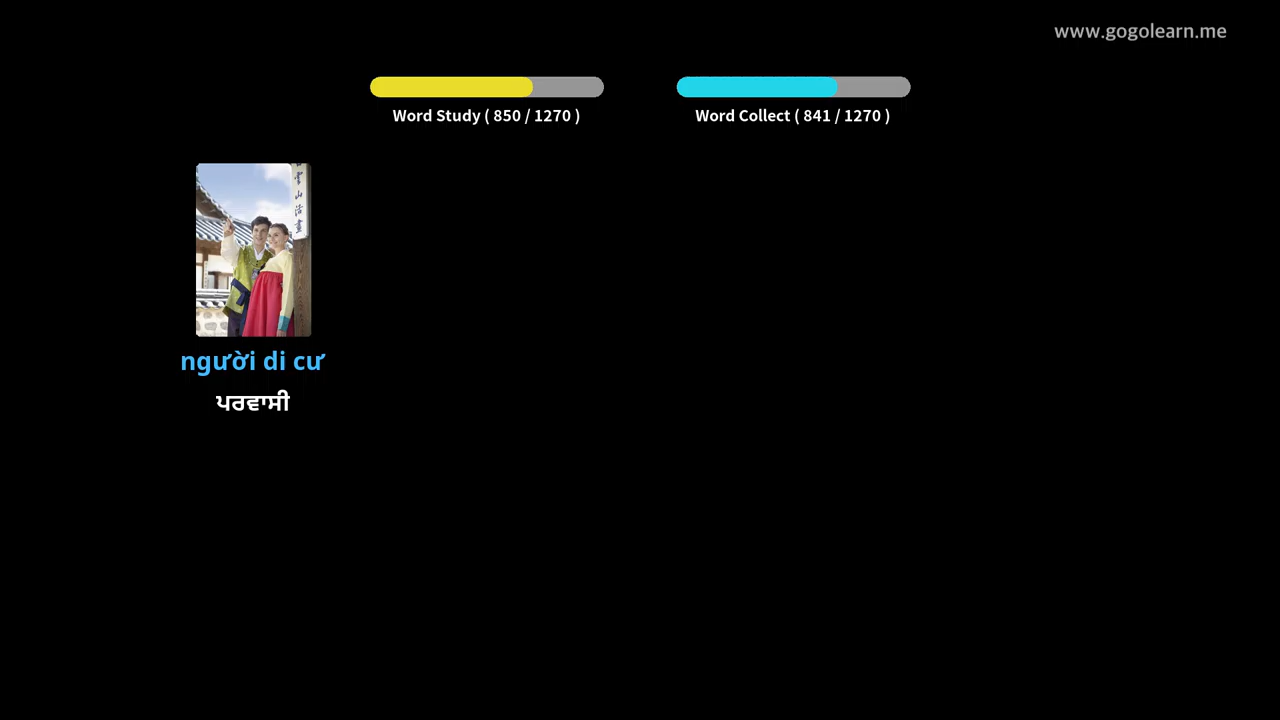 www.gogolearn.me
Word Study ( 850 / 1270 )
Word Collect ( 841 / 1270 )
người di cư
ਪਰਵਾਸੀ